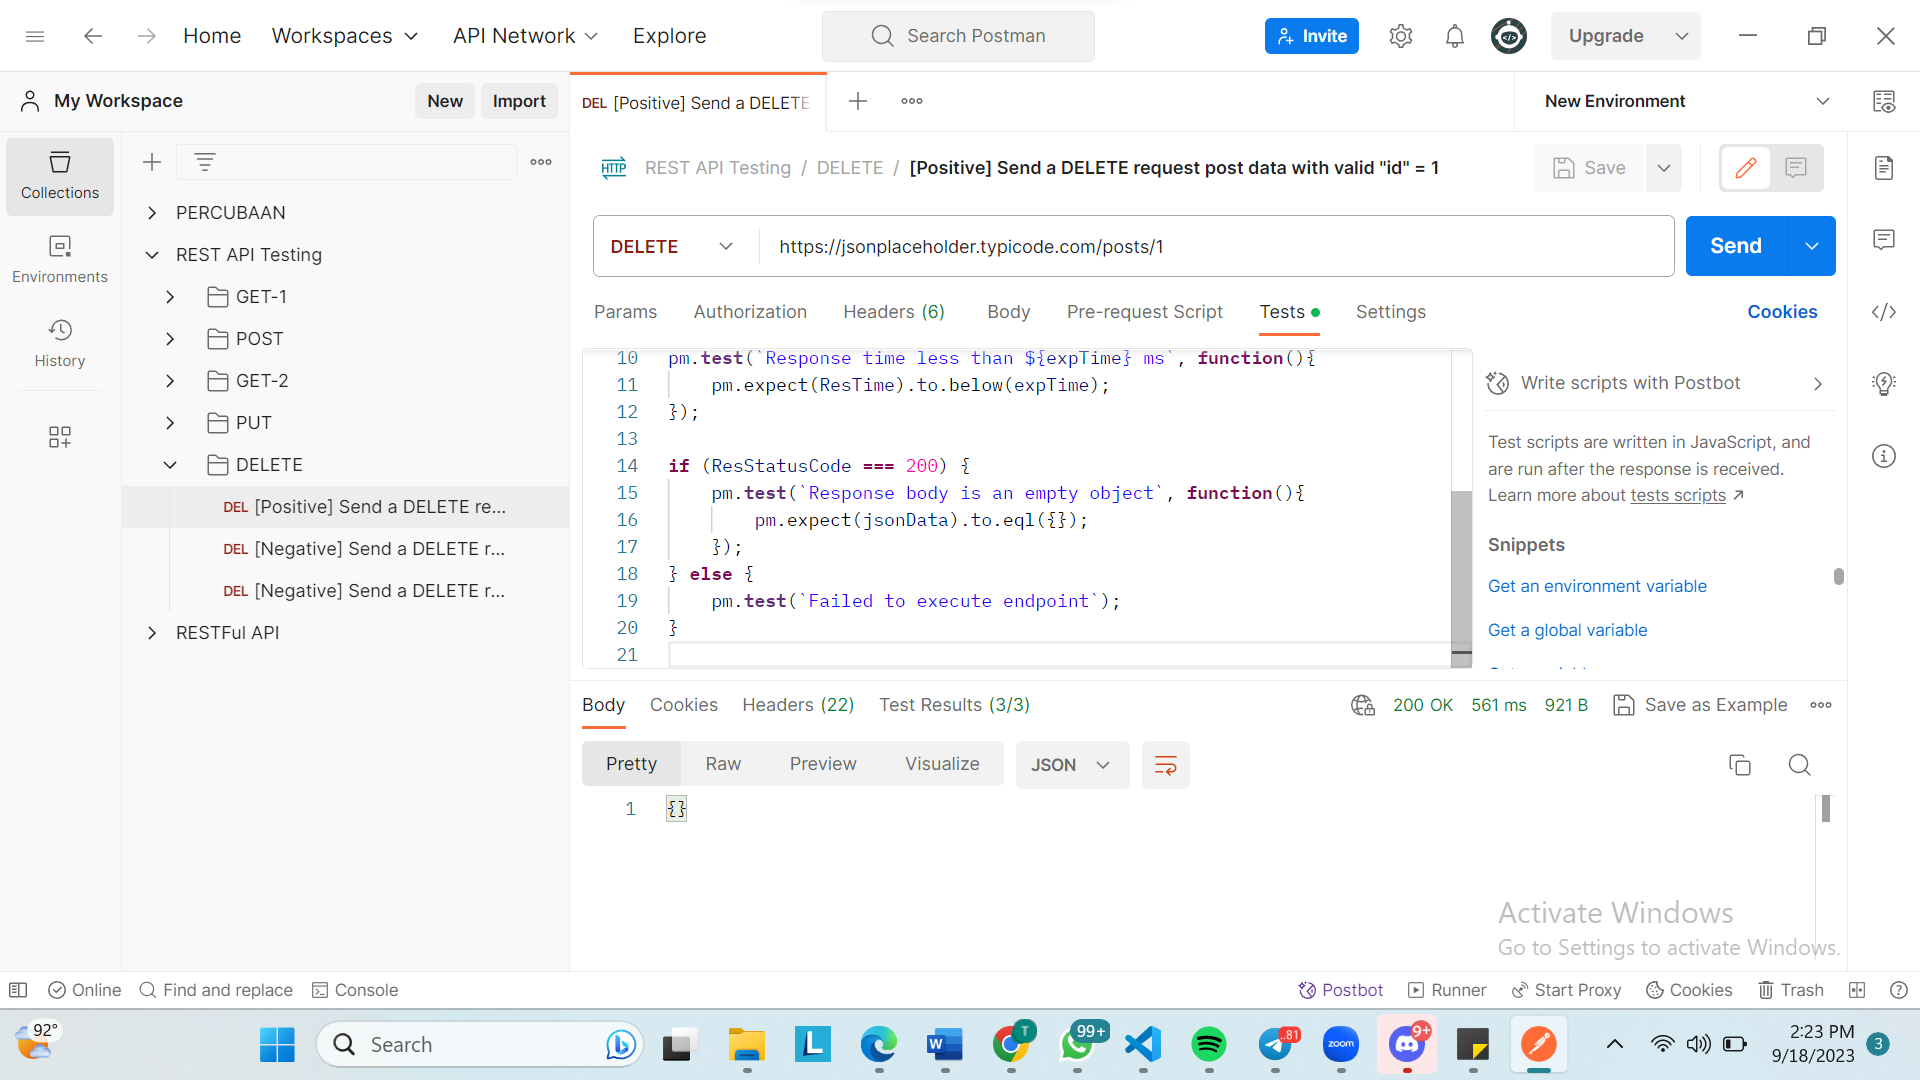 Home
Workspaces
API Network
Explore
Search Postman
Invite
Upgrade
My Workspace
New
Import
DEL [Positive] Send a DELETE
New Environment
Collections
Environments
History
PERCUBAAN
REST API Testing
GET-1
POST
GET-2
PUT
DELETE
DEL [Positive] Send a DELETE re...
DEL [Negative] Send a DELETE r...
DEL [Negative] Send a DELETE r...
RESTFul API
HTTP
REST API Testing / DELETE / [Positive] Send a DELETE request post data with valid "id" = 1
Save
DELETE
https://jsonplaceholder.typicode.com/posts/1
Send
Params
Authorization
Headers (6)
Body
Pre-request Script
Tests
Settings
Cookies
10 pm.test(`Response time less than ${expTime} ms`, function(){
11 pm.expect(ResTime).to.below(expTime);
12 });
13
14 if (ResStatusCode === 200) {
15 pm.test(`Response body is an empty object`, function(){
16 pm.expect(jsonData).to.eql({});
17 });
18 } else {
19 pm.test(`Failed to execute endpoint`);
20 }
21
Write scripts with Postbot
Test scripts are written in JavaScript, and
are run after the response is received.
Learn more about tests scripts ↗
Snippets
Get an environment variable
Get a global variable
Body
Cookies
Headers (22)
Test Results (3/3)
200 OK
561 ms
921 B
Save as Example
Pretty
Raw
Preview
Visualize
JSON
1 {}
Activate Windows
Go to Settings to activate Windows.
Online
Find and replace
Console
Postbot
Runner
Start Proxy
Cookies
Trash
92°
Search
L
W
T
99+
81
zoom
9+
2:23 PM
9/18/2023
3